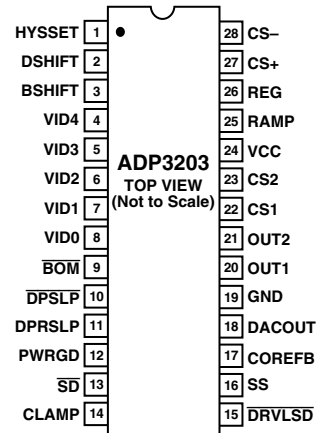 HYSSET 1 28 CS–
DSHIFT 2 27 CS+
BSHIFT 3 26 REG
VID4 4 25 RAMP
VID3 5 24 VCC
VID2 6 23 CS2
VID1 7 22 CS1
VID0 8 21 OUT2
BOM 9 20 OUT1
DPSLP 10 19 GND
DPRSLP 11 18 DACOUT
PWRGD 12 17 COREFB
SD 13 16 SS
CLAMP 14 15 DRVLSD
ADP3203
TOP VIEW
(Not to Scale)